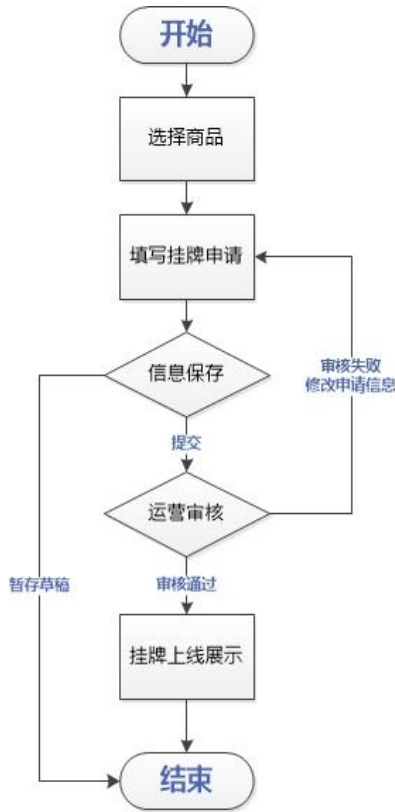 开始
选择商品
填写挂牌申请
信息保存
审核失败
修改申请信息
提交
运营审核
暂存草稿
审核通过
挂牌上线展示
结束